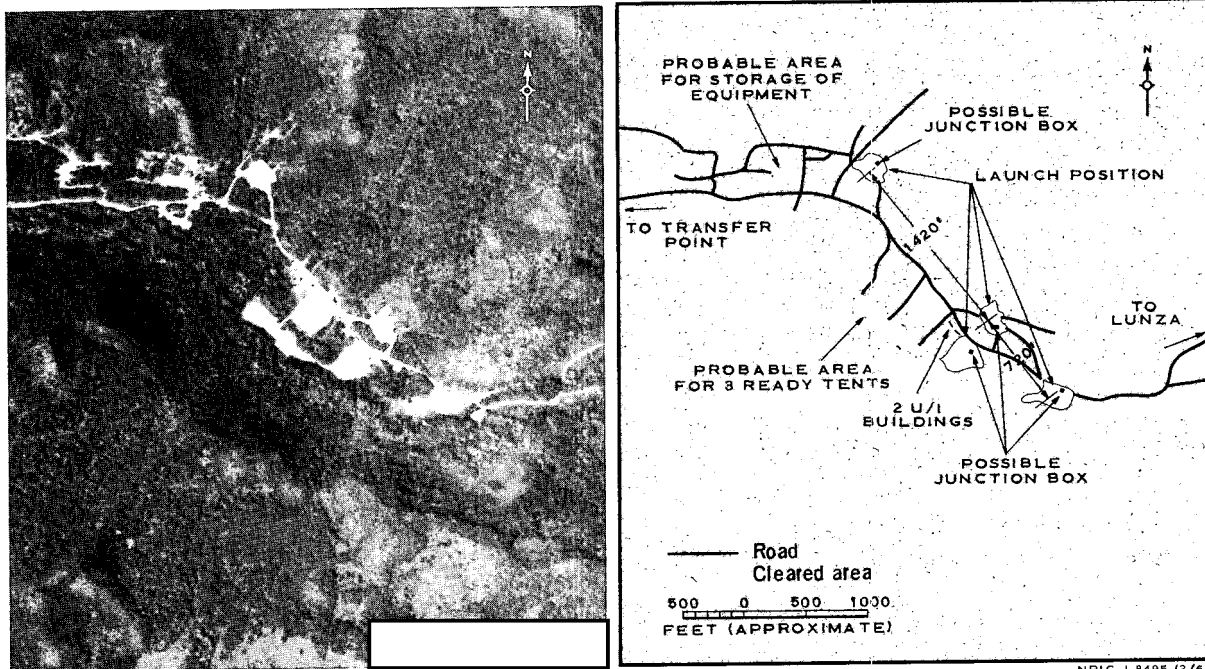 N
N
PROBABLE AREA
FOR STORAGE OF
EQUIPMENT
POSSIBLE
JUNCTION BOX
LAUNCH POSITION
TO TRANSFER
POINT
1420'
TO
LUNZA
PROBABLE AREA
FOR 3 READY TENTS
2 U/I
BUILDINGS
POSSIBLE
JUNCTION BOX
Road
Cleared area
500 0 500 1000
FEET (APPROXIMATE)